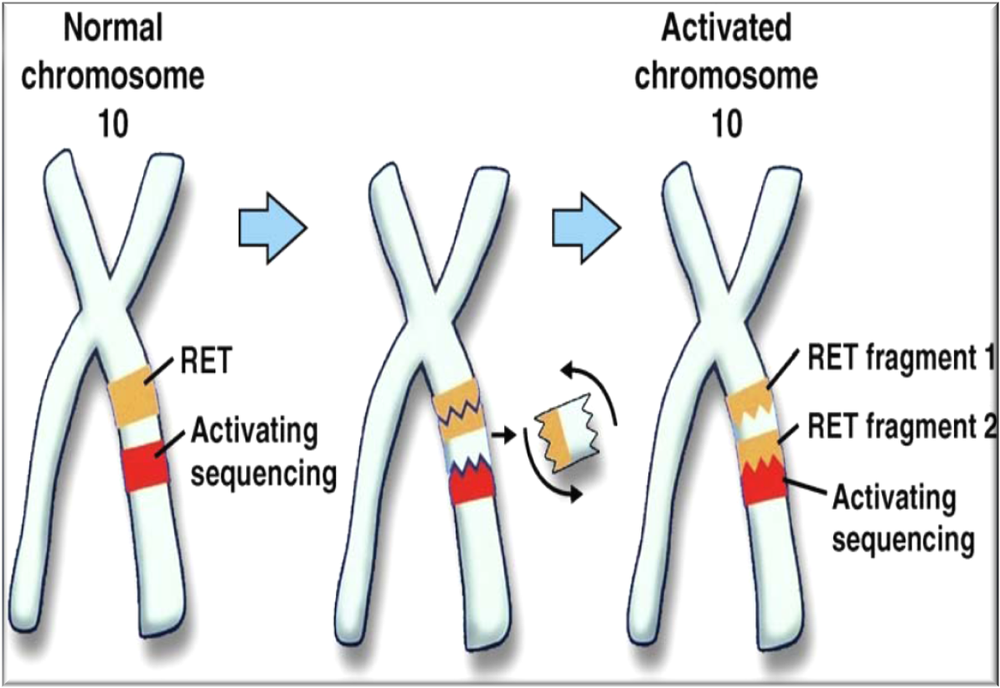 Normal
chromosome
10
Activated
chromosome
10
RET
Activating
sequencing
RET fragment 1
RET fragment 2
Activating
sequencing